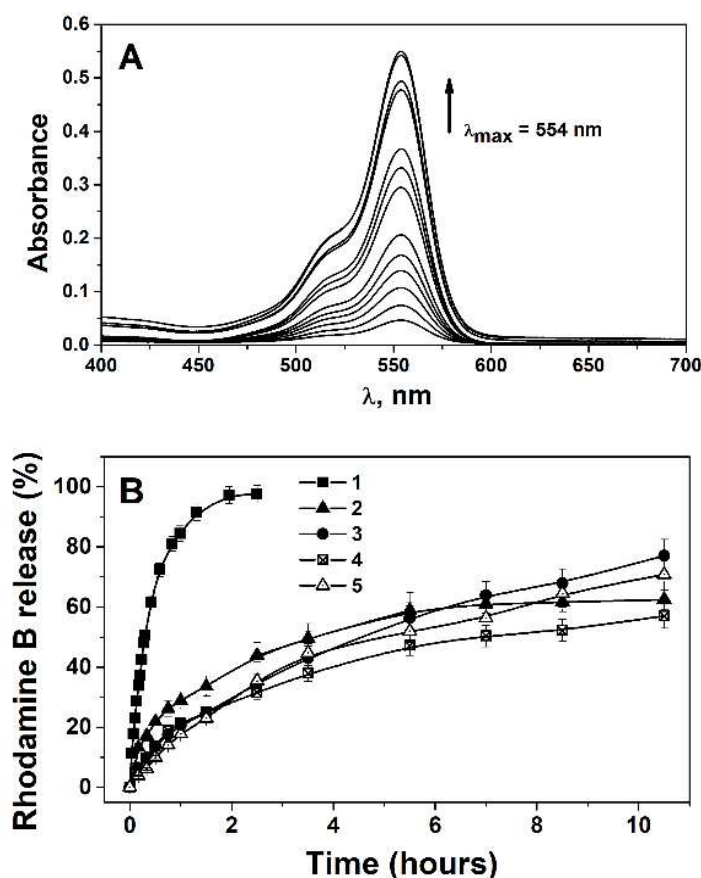 A
0.6
0.5
0.4
0.3
0.2
0.1
0.0
Absorbance
λmax = 554 nm
400 450 500 550 600 650 700
λ, nm
B
100
80
60
40
20
0
Rhodamine B release (%)
1
2
3
4
5
0 2 4 6 8 10
Time (hours)